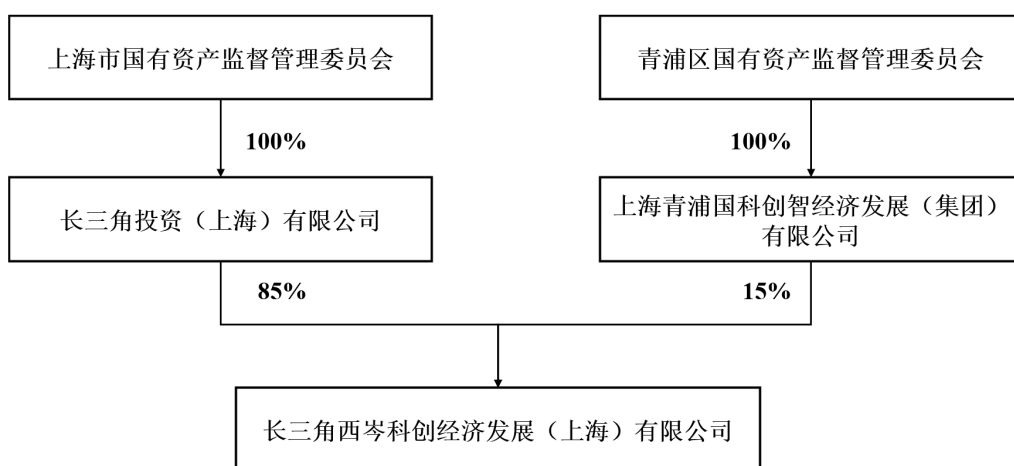 上海市国有资产监督管理委员会
青浦区国有资产监督管理委员会
100%
100%
长三角投资（上海）有限公司
上海青浦国科创智经济发展（集团）
有限公司
85%
15%
长三角西岑科创经济发展（上海）有限公司